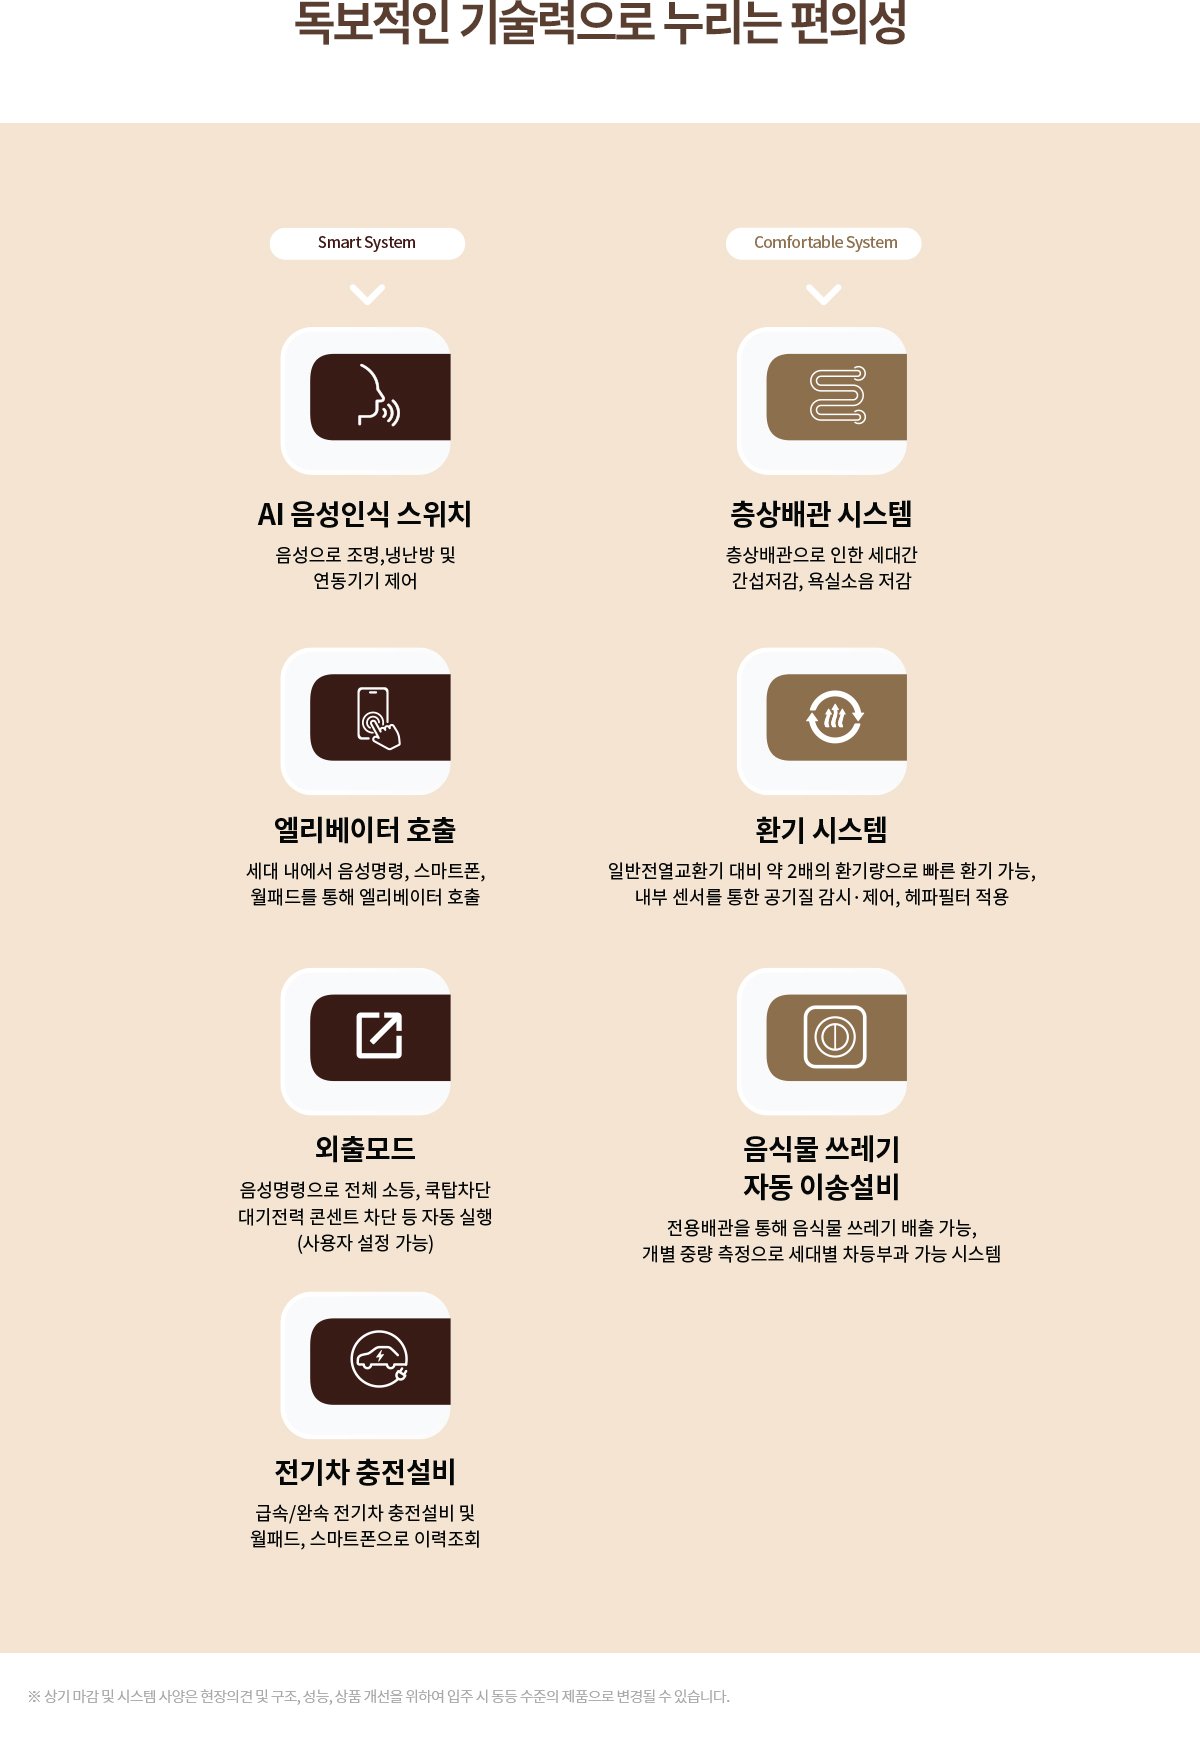 독보적인 기술력으로 누리는 편의성
Smart System
AI 음성인식 스위치
음성으로 조명,냉난방 및
연동기기 제어
엘리베이터 호출
세대 내에서 음성명령, 스마트폰,
월패드를 통해 엘리베이터 호출
외출모드
음성명령으로 전체 소등, 쿡탑차단
대기전력 콘센트 차단 등 자동 실행
(사용자 설정 가능)
전기차 충전설비
급속/완속 전기차 충전설비 및
월패드, 스마트폰으로 이력조회
Comfortable System
층상배관 시스템
층상배관으로 인한 세대간
간섭저감, 욕실소음 저감
환기 시스템
일반전열교환기 대비 약 2배의 환기량으로 빠른 환기 가능,
내부 센서를 통한 공기질 감시·제어, 헤파필터 적용
음식물 쓰레기
자동 이송설비
전용배관을 통해 음식물 쓰레기 배출 가능,
개별 중량 측정으로 세대별 차등부과 가능 시스템
※ 상기 마감 및 시스템 사양은 현장의견 및 구조, 성능, 상품 개선을 위하여 입주 시 동등 수준의 제품으로 변경될 수 있습니다.